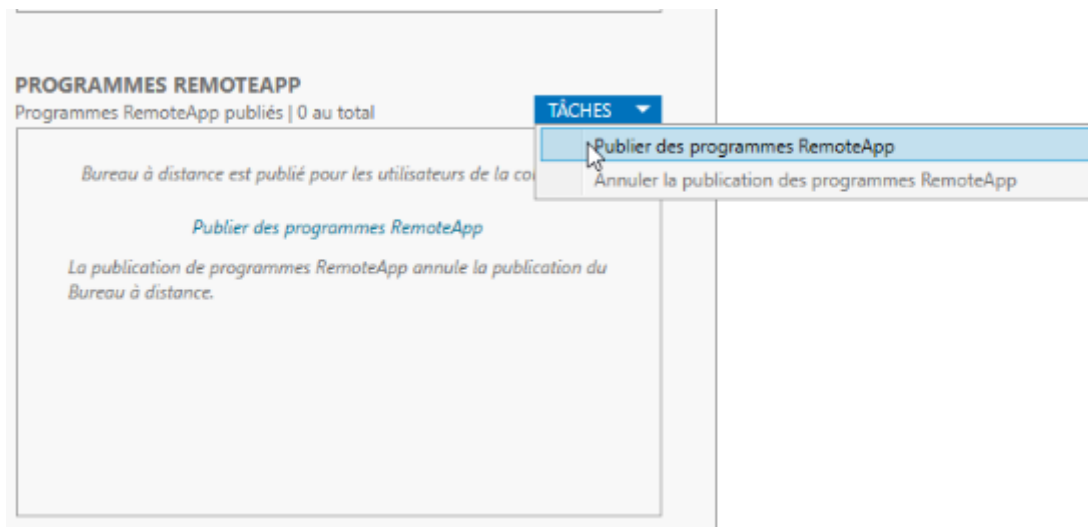 PROGRAMMES REMOTEAPP
Programmes RemoteApp publiés | 0 au total
TÂCHES
Publier des programmes RemoteApp
Annuler la publication des programmes RemoteApp
Bureau à distance est publié pour les utilisateurs de la
Publier des programmes RemoteApp
La publication de programmes RemoteApp annule la publication du
Bureau à distance.